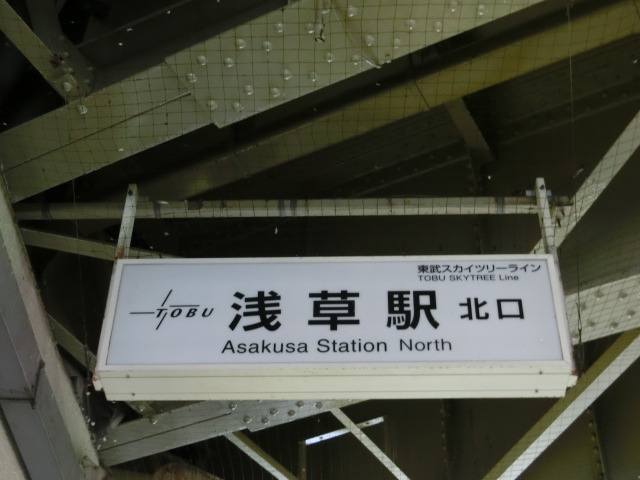 東武スカイツリーライン
TOBU SKYTREE Line
TOBU 浅草駅 北口
Asakusa Station North